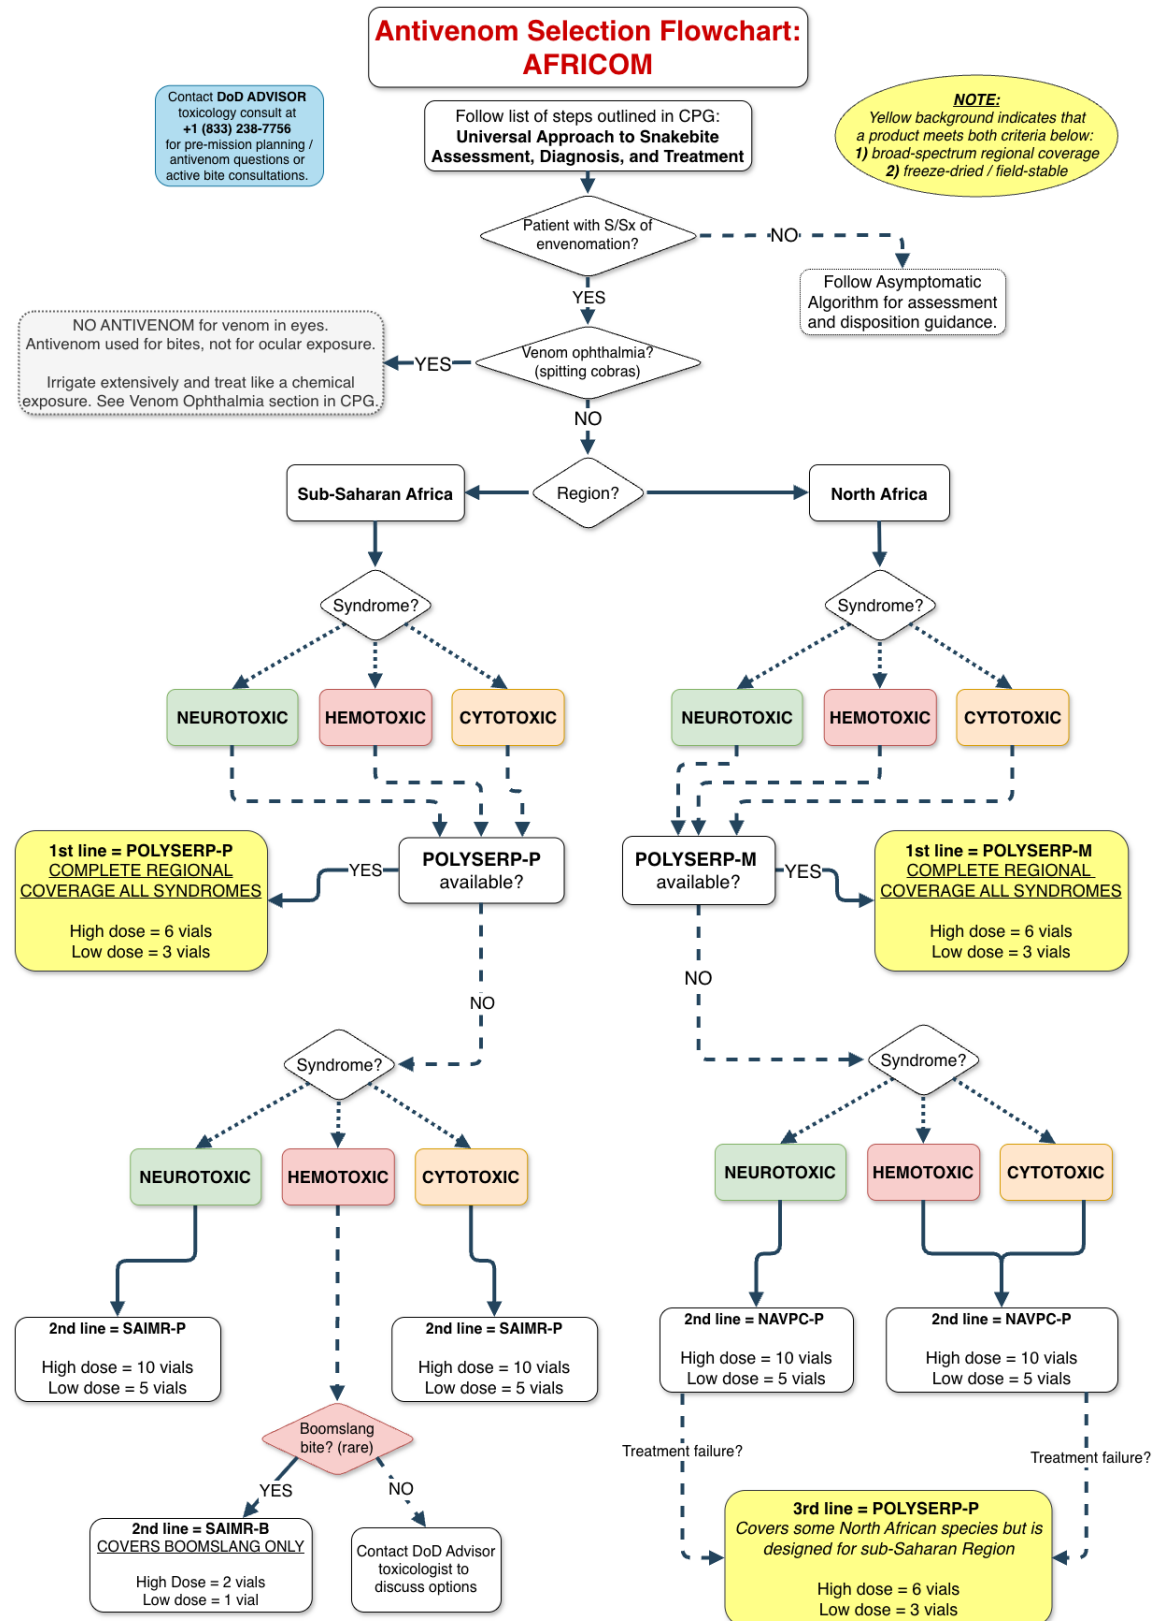 Antivenom Selection Flowchart:
AFRICOM
Contact DoD ADVISOR
toxicology consult at
+1 (833) 238-7756
for pre-mission planning /
antivenom questions or
active bite consultations.
Follow list of steps outlined in CPG:
Universal Approach to Snakebite
Assessment, Diagnosis, and Treatment
NOTE:
Yellow background indicates that
a product meets both criteria below:
1) broad-spectrum regional coverage
2) freeze-dried / field-stable
Patient with S/Sx of
envenomation?
NO
Follow Asymptomatic
Algorithm for assessment
and disposition guidance.
YES
Venom ophthalmia?
(spitting cobras)
YES
NO ANTIVENOM for venom in eyes.
Antivenom used for bites, not for ocular exposure.
Irrigate extensively and treat like a chemical
exposure. See Venom Ophthalmia section in CPG.
NO
Region?
Sub-Saharan Africa
North Africa
Syndrome?
Syndrome?
NEUROTOXIC
HEMOTOXIC
CYTOTOXIC
NEUROTOXIC
HEMOTOXIC
CYTOTOXIC
1st line = POLYSERP-P
COMPLETE REGIONAL
COVERAGE ALL SYNDROMES
High dose = 6 vials
Low dose = 3 vials
YES
POLYSERP-P
available?
POLYSERP-M
available?
YES
1st line = POLYSERP-M
COMPLETE REGIONAL
COVERAGE ALL SYNDROMES
High dose = 6 vials
Low dose = 3 vials
NO
NO
Syndrome?
Syndrome?
NEUROTOXIC
HEMOTOXIC
CYTOTOXIC
NEUROTOXIC
HEMOTOXIC
CYTOTOXIC
2nd line = SAIMR-P
High dose = 10 vials
Low dose = 5 vials
2nd line = SAIMR-P
High dose = 10 vials
Low dose = 5 vials
2nd line = NAVPC-P
High dose = 10 vials
Low dose = 5 vials
2nd line = NAVPC-P
High dose = 10 vials
Low dose = 5 vials
Boomslang
bite? (rare)
YES
NO
2nd line = SAIMR-B
COVERS BOOMSLANG ONLY
High Dose = 2 vials
Low dose = 1 vial
Contact DoD Advisor
toxicologist to
discuss options
Treatment failure?
Treatment failure?
3rd line = POLYSERP-P
Covers some North African species but is
designed for sub-Saharan Region
High dose = 6 vials
Low dose = 3 vials